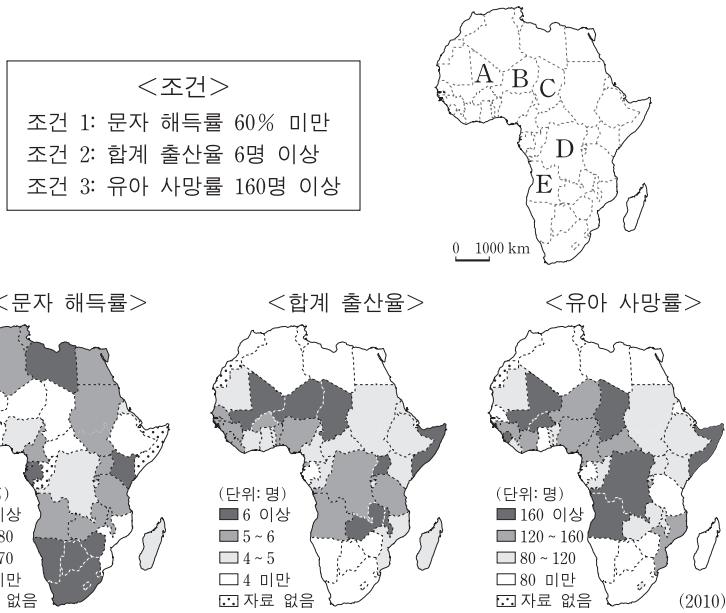 <조건>
조건 1: 문자 해득률 60% 미만
조건 2: 합계 출산율 6명 이상
조건 3: 유아 사망률 160명 이상
A
B
C
D
E
0 1000 km
<문자 해득률>
이상
80
70
미만
없음
<합계 출산율>
(단위: 명)
6 이상
5~6
4~5
4 미만
자료 없음
<유아 사망률>
(단위: 명)
160 이상
120~160
80~120
80 미만
자료 없음
(2010)